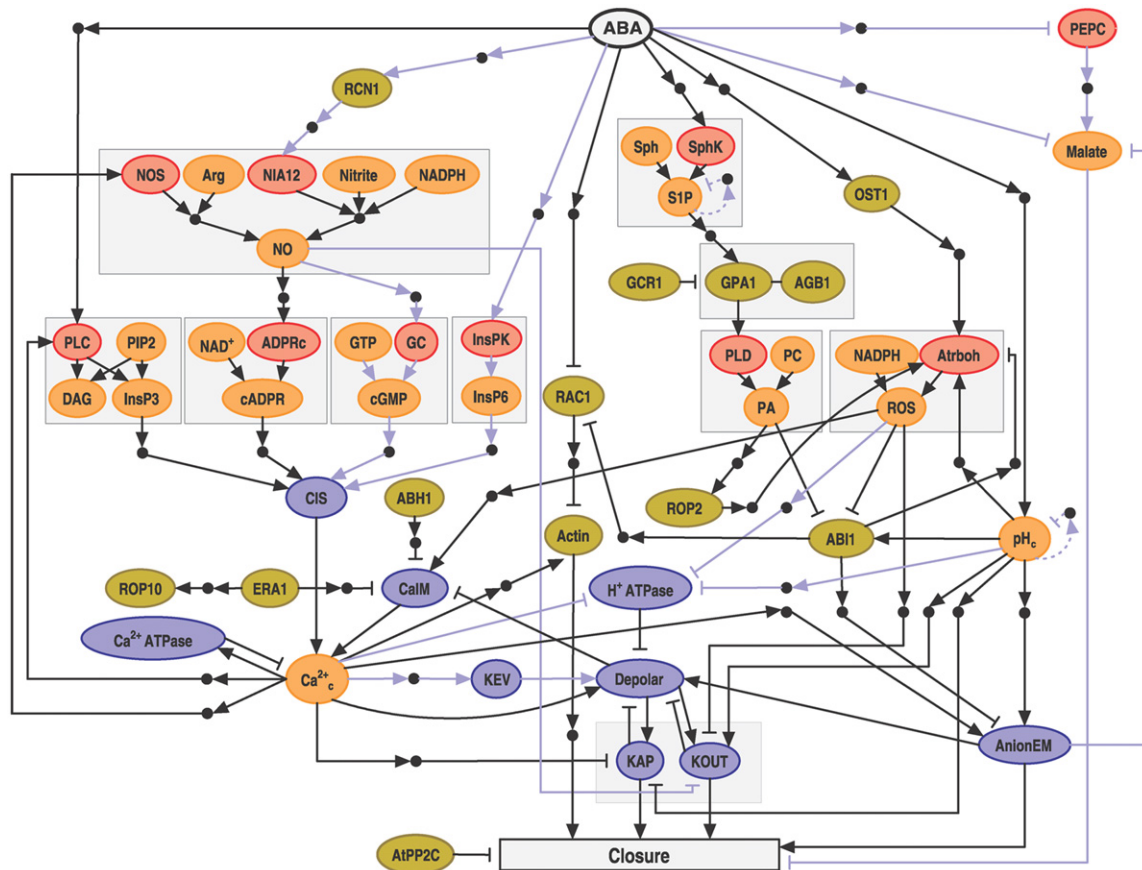 ABA
PEPC
RCN1
Malate
Sph
SphK
NOS
Arg
NIA12
Nitrite
NADPH
OST1
S1P
NO
GCR1
GPA1
AGB1
PLC
PIP2
NAD+
ADPRc
GTP
GC
InsPK
PLD
PC
NADPH
Atrboh
DAG
InsP3
cADPR
cGMP
InsP6
RAC1
PA
ROS
CIS
ABH1
ROP2
Actin
ABI1
pHc
ROP10
ERA1
CaIM
H+ ATPase
Ca2+ ATPase
Ca2+c
KEV
Depolar
AnionEM
KAP
KOUT
AtPP2C
Closure